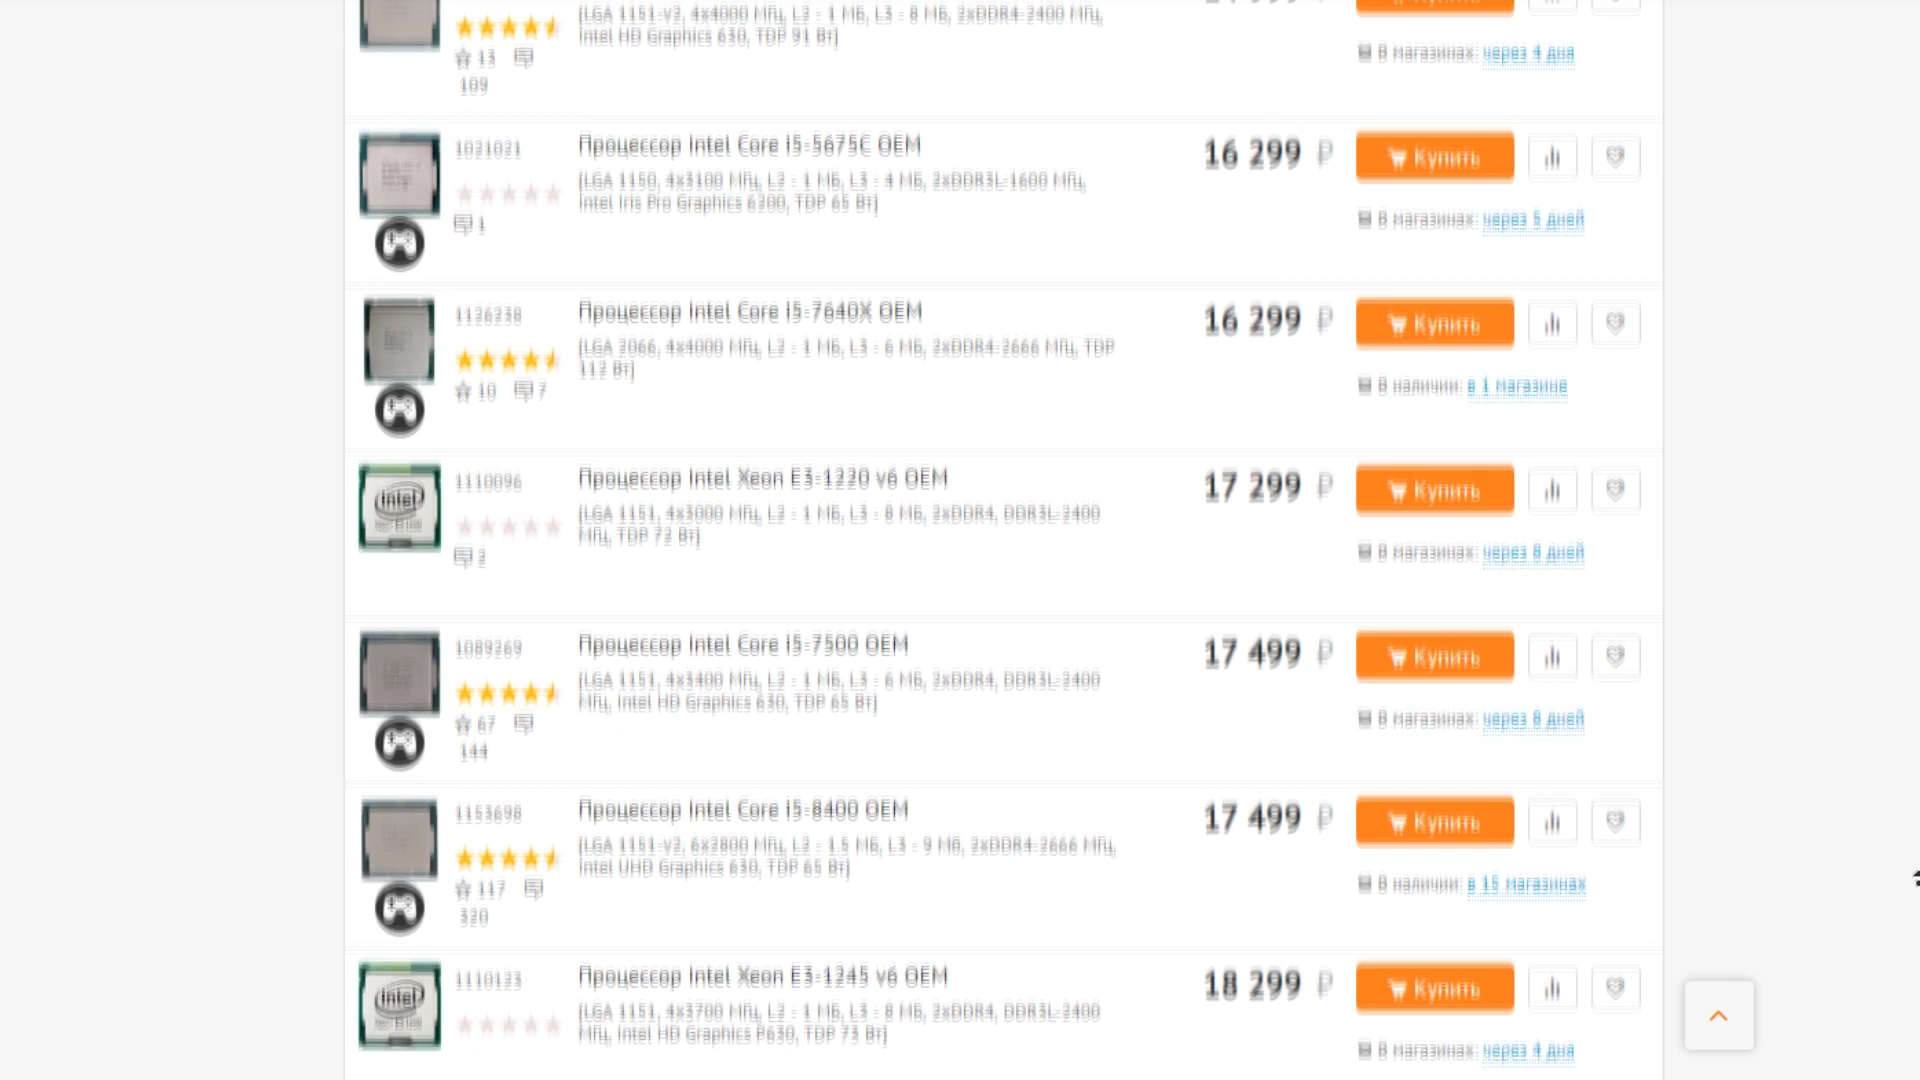 [LGA 1151-v2, 4x4000 МГц, L2 - 1 МБ, L3 - 8 МБ, 2xDDR4-2400 МГц,
Intel HD Graphics 630, TDP 91 Вт]
13
109
В магазинах: через 4 дня
1021021
Процессор Intel Core i5-5675C OEM
16 299 ₽
Купить
[LGA 1150, 4x3100 МГц, L2 - 1 МБ, L3 - 4 МБ, 2xDDR3L-1600 МГц,
Intel Iris Pro Graphics 6200, TDP 65 Вт]
1
В магазинах: через 5 дней
1126238
Процессор Intel Core i5-7640X OEM
16 299 ₽
Купить
[LGA 2066, 4x4000 МГц, L2 - 1 МБ, L3 - 6 МБ, 2xDDR4-2666 МГц, TDP
112 Вт]
10 7
В наличии: в 1 магазине
1110096
Процессор Intel Xeon E3-1220 v6 OEM
17 299 ₽
Купить
intel
[LGA 1151, 4x3000 МГц, L2 - 1 МБ, L3 - 8 МБ, 2xDDR4, DDR3L-2400
МГц, TDP 72 Вт]
2
В магазинах: через 8 дней
1089269
Процессор Intel Core i5-7500 OEM
17 499 ₽
Купить
[LGA 1151, 4x3400 МГц, L2 - 1 МБ, L3 - 6 МБ, 2xDDR4, DDR3L-2400
МГц, Intel HD Graphics 630, TDP 65 Вт]
67
144
В магазинах: через 8 дней
1153698
Процессор Intel Core i5-8400 OEM
17 499 ₽
Купить
[LGA 1151-v2, 6x2800 МГц, L2 - 1.5 МБ, L3 - 9 Мб, 2xDDR4-2666 МГц,
Intel UHD Graphics 630, TDP 65 Вт]
117
320
В наличии: в 15 магазинах
1110123
Процессор Intel Xeon E3-1245 v6 OEM
18 299 ₽
Купить
intel
[LGA 1151, 4x3700 МГц, L2 - 1 МБ, L3 - 8 МБ, 2xDDR4, DDR3L-2400
МГц, Intel HD Graphics P630, TDP 73 Вт]
В магазинах: через 4 дня